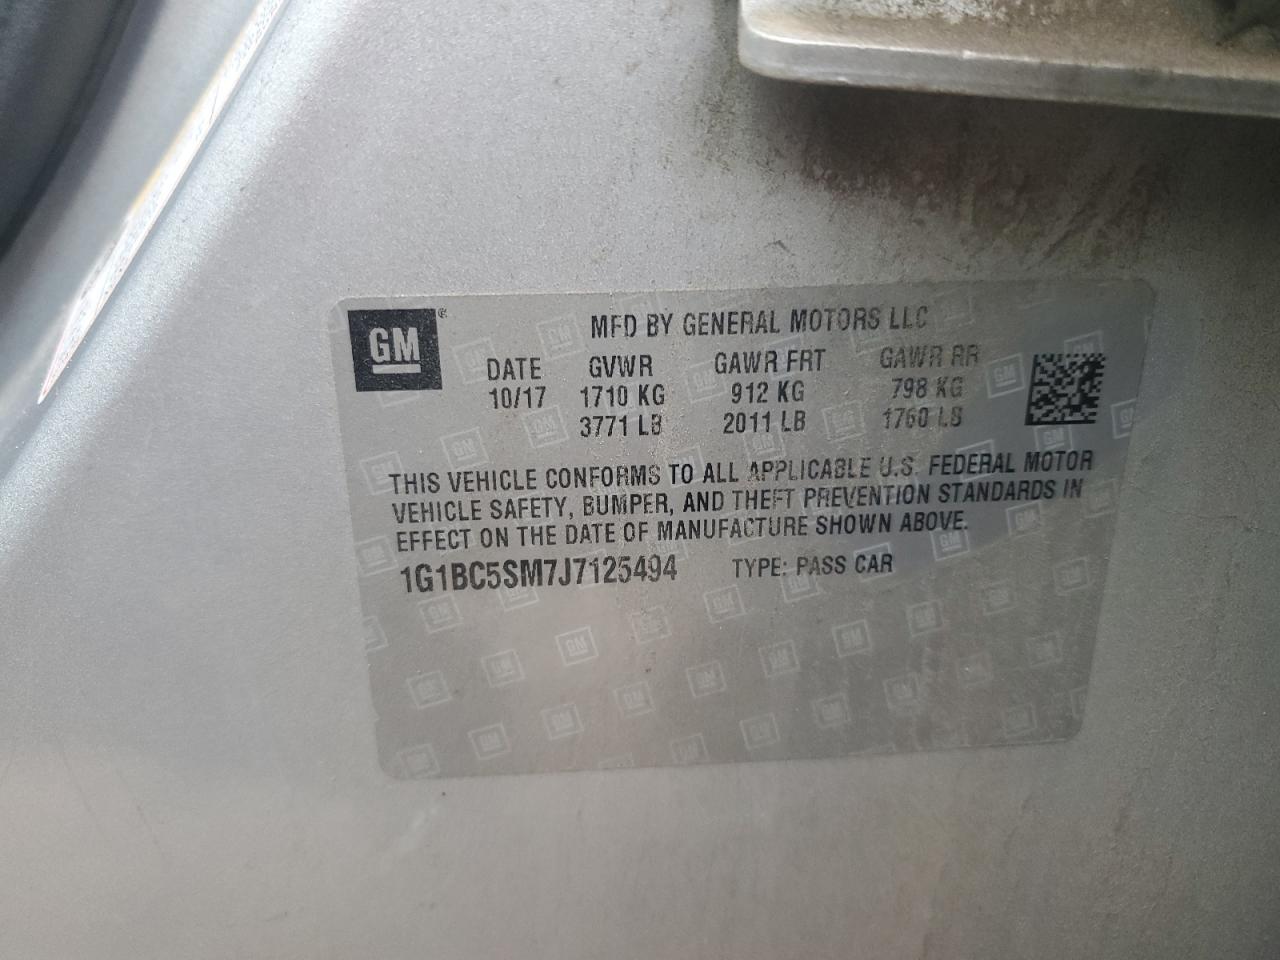 GM
MFD BY GENERAL MOTORS LLC
DATE GVWR GAWR FRT GAWR RR
10/17 1710 KG 912 KG 798 KG
3771 LB 2011 LB 1760 LB
THIS VEHICLE CONFORMS TO ALL APPLICABLE U.S. FEDERAL MOTOR
VEHICLE SAFETY, BUMPER, AND THEFT PREVENTION STANDARDS IN
EFFECT ON THE DATE OF MANUFACTURE SHOWN ABOVE.
1G1BC5SM7J7125494 TYPE: PASS CAR